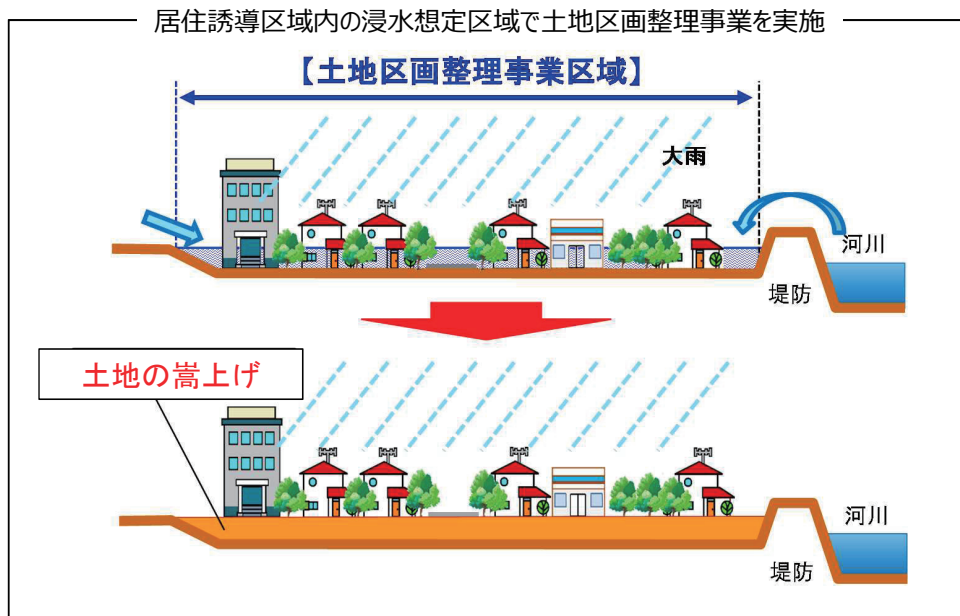 居住誘導区域内の浸水想定区域で土地区画整理事業を実施
【土地区画整理事業区域】
大雨
河川
堤防
土地の嵩上げ
河川
堤防